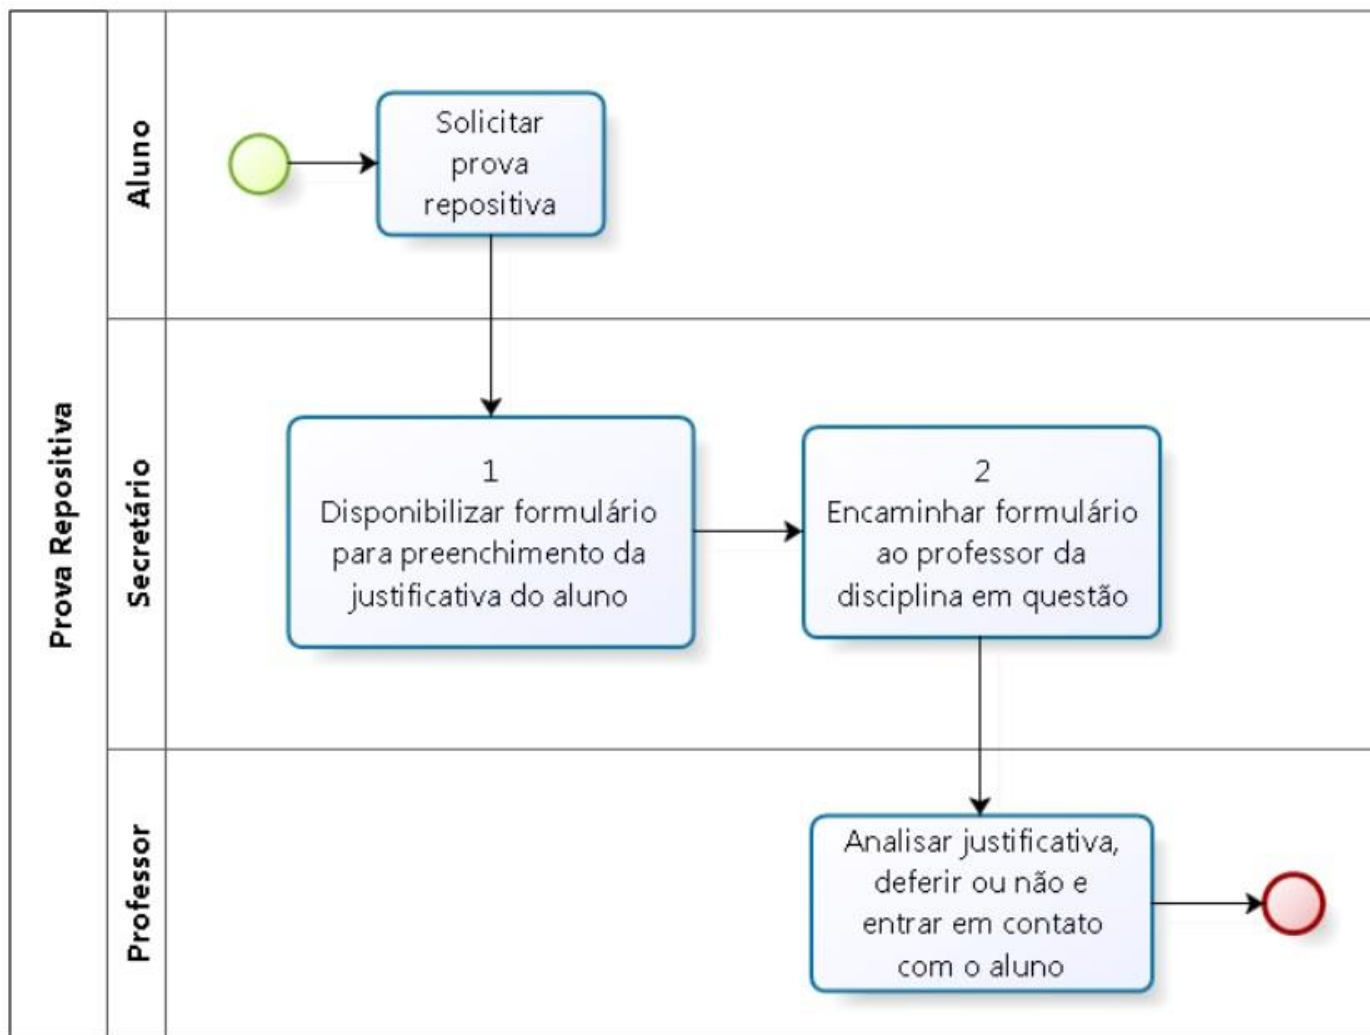 Prova Repositiva
Aluno
Solicitar
prova
repositiva
Secretário
1
Disponibilizar formulário
para preenchimento da
justificativa do aluno
2
Encaminhar formulário
ao professor da
disciplina em questão
Professor
Analisar justificativa,
deferir ou não e
entrar em contato
com o aluno